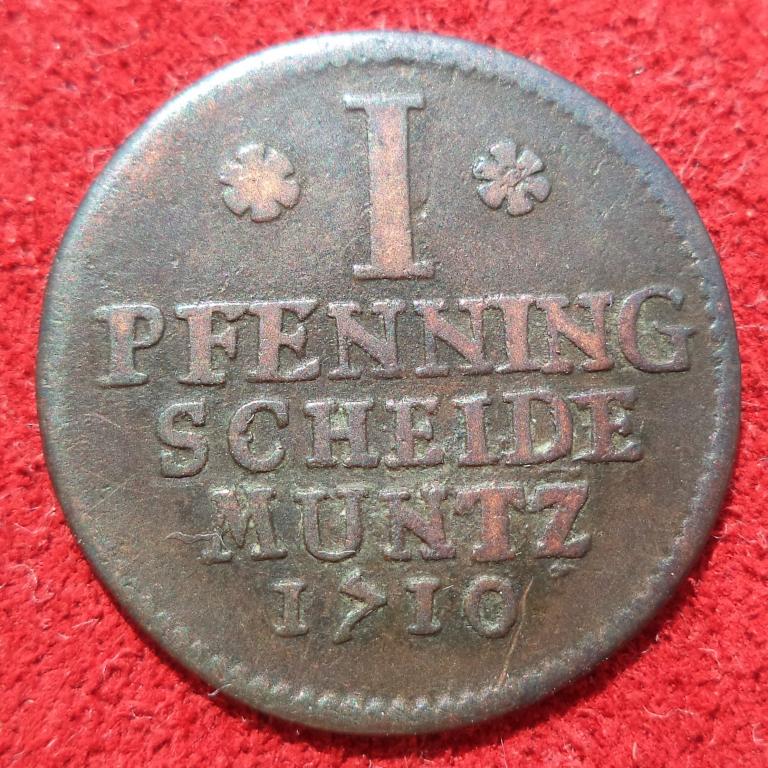 I
PFENNING
SCHEIDE
MUNTZ
1710